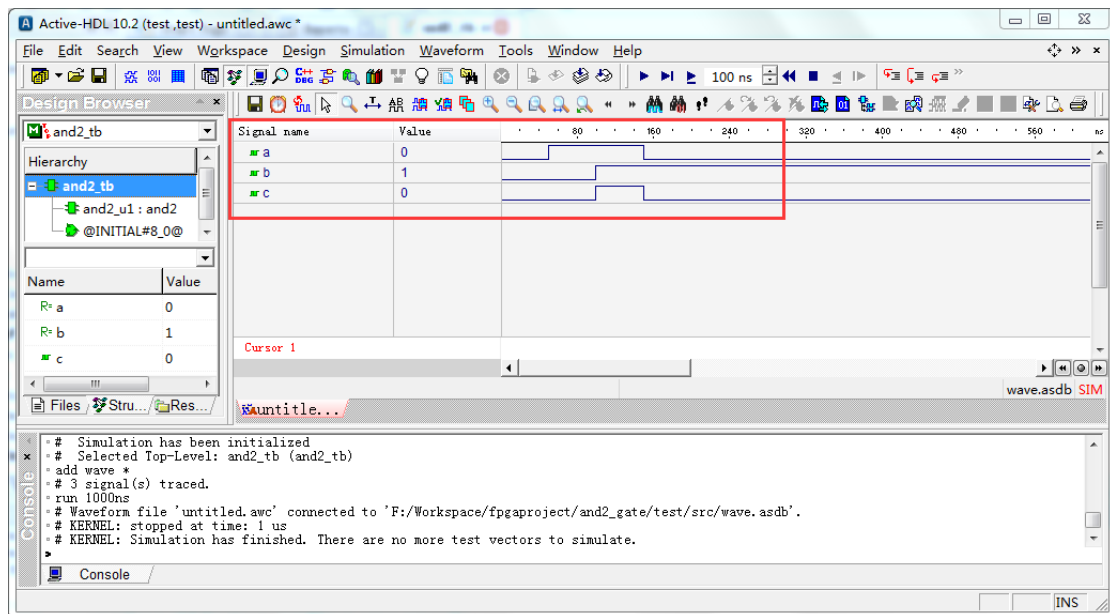 Active-HDL 10.2 (test ,test) - untitled.awc *
File Edit Search View Workspace Design Simulation Waveform Tools Window Help
100 ns
Design Browser
and2_tb
Hierarchy
and2_tb
and2_u1 : and2
@INITIAL#8_0@
Name Value
a 0
b 1
c 0
Files Stru... Res...
Signal name Value 80 160 240 320 400 480 560 ns
a 0
b 1
c 0
Cursor 1
wave.asdb SIM
untitle...
# Simulation has been initialized
# Selected Top-Level: and2_tb (and2_tb)
add wave *
# 3 signal(s) traced.
run 1000ns
# Waveform file 'untitled.awc' connected to 'F:/Workspace/fpgaproject/and2_gate/test/src/wave.asdb'.
# KERNEL: stopped at time: 1 us
# KERNEL: Simulation has finished. There are no more test vectors to simulate.
>
Console
Console
INS